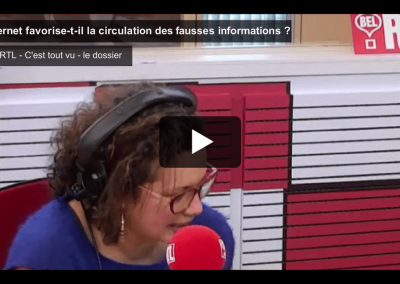 ernet favorise-t-il la circulation des fausses informations ?
RTL - C'est tout vu - le dossier
BEL
R
RTL